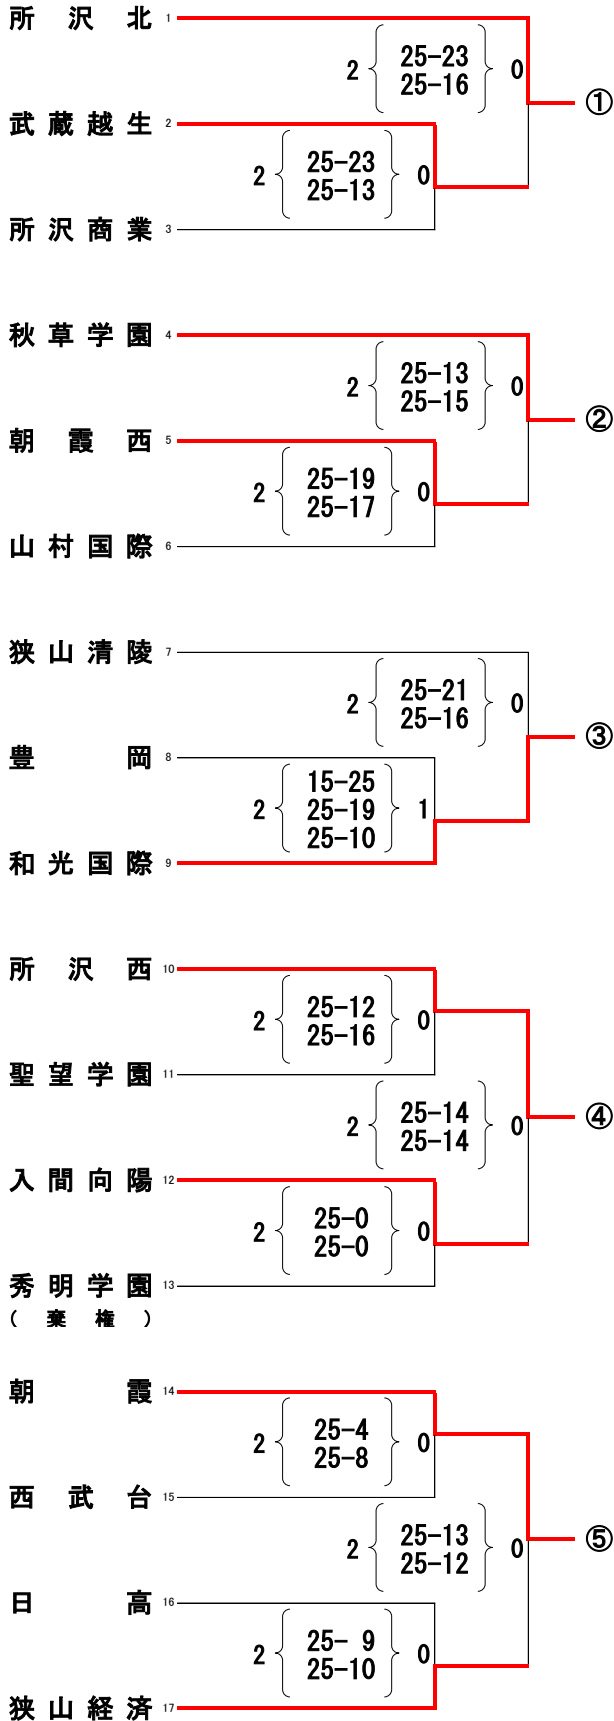 所沢北 1
2 25-23 0
25-16
①
武蔵越生 2
2 25-23 0
25-13
所沢商業 3
秋草学園 4
2 25-13 0
25-15
②
朝霞西 5
2 25-19 0
25-17
山村国際 6
狭山清陵 7
2 25-21 0
25-16
③
豊岡 8
15-25
2 25-19 1
25-10
和光国際 9
所沢西 10
2 25-12 0
25-16
聖望学園 11
2 25-14 0
25-14
④
入間向陽 12
2 25-0 0
25-0
秀明学園 13
(棄権)
朝霞 14
2 25-4 0
25-8
西武台 15
2 25-13 0
25-12
⑤
日高 16
2 25- 9 0
25-10
狭山経済 17